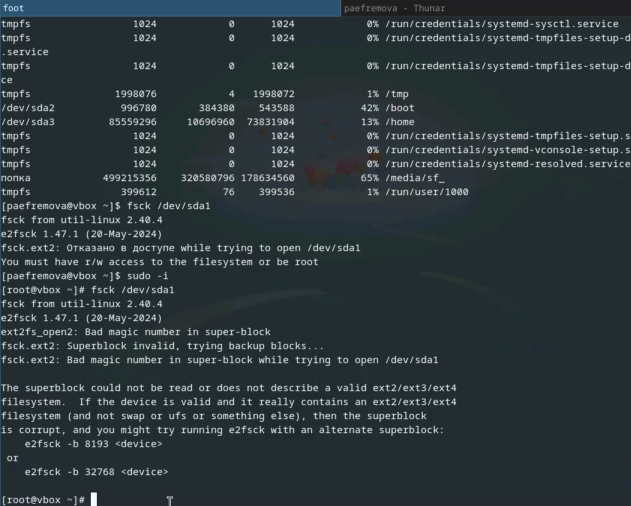 foot
paefremova - Thunar
tmpfs 1024 0 1024 0% /run/credentials/systemd-sysctl.service
tmpfs 1024 0 1024 0% /run/credentials/systemd-tmpfiles-setup-d
.service
tmpfs 1024 0 1024 0% /run/credentials/systemd-tmpfiles-setup-d
ce
tmpfs 1998076 4 1998072 1% /tmp
/dev/sda2 996780 384380 543588 42% /boot
/dev/sda3 85559296 10696960 73831904 13% /home
tmpfs 1024 0 1024 0% /run/credentials/systemd-tmpfiles-setup.s
tmpfs 1024 0 1024 0% /run/credentials/systemd-vconsole-setup.s
tmpfs 1024 0 1024 0% /run/credentials/systemd-resolved.service
попка 499215356 320580796 178634560 65% /media/sf_
tmpfs 399612 76 399536 1% /run/user/1000
[paefremova@vbox ~]$ fsck /dev/sda1
fsck from util-linux 2.40.4
e2fsck 1.47.1 (20-May-2024)
fsck.ext2: Отказано в доступе while trying to open /dev/sda1
You must have r/w access to the filesystem or be root
[paefremova@vbox ~]$ sudo -i
[root@vbox ~]# fsck /dev/sda1
fsck from util-linux 2.40.4
e2fsck 1.47.1 (20-May-2024)
ext2fs_open2: Bad magic number in super-block
fsck.ext2: Superblock invalid, trying backup blocks...
fsck.ext2: Bad magic number in super-block while trying to open /dev/sda1
The superblock could not be read or does not describe a valid ext2/ext3/ext4
filesystem.  If the device is valid and it really contains an ext2/ext3/ext4
filesystem (and not swap or ufs or something else), then the superblock
is corrupt, and you might try running e2fsck with an alternate superblock:
e2fsck -b 8193 <device>
or
e2fsck -b 32768 <device>
[root@vbox ~]#